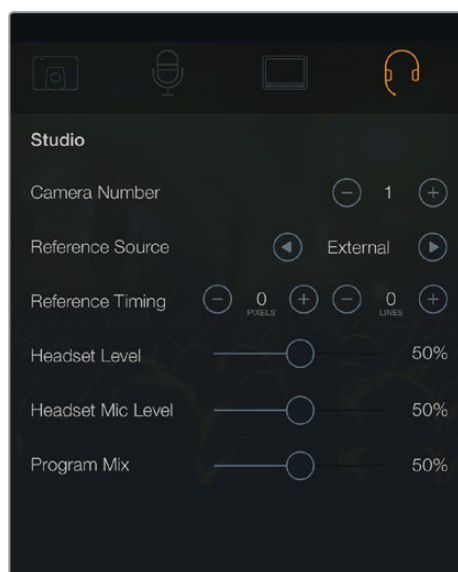 Studio
Camera Number 1
Reference Source External
Reference Timing 0 PIXELS 0 LINES
Headset Level 50%
Headset Mic Level 50%
Program Mix 50%